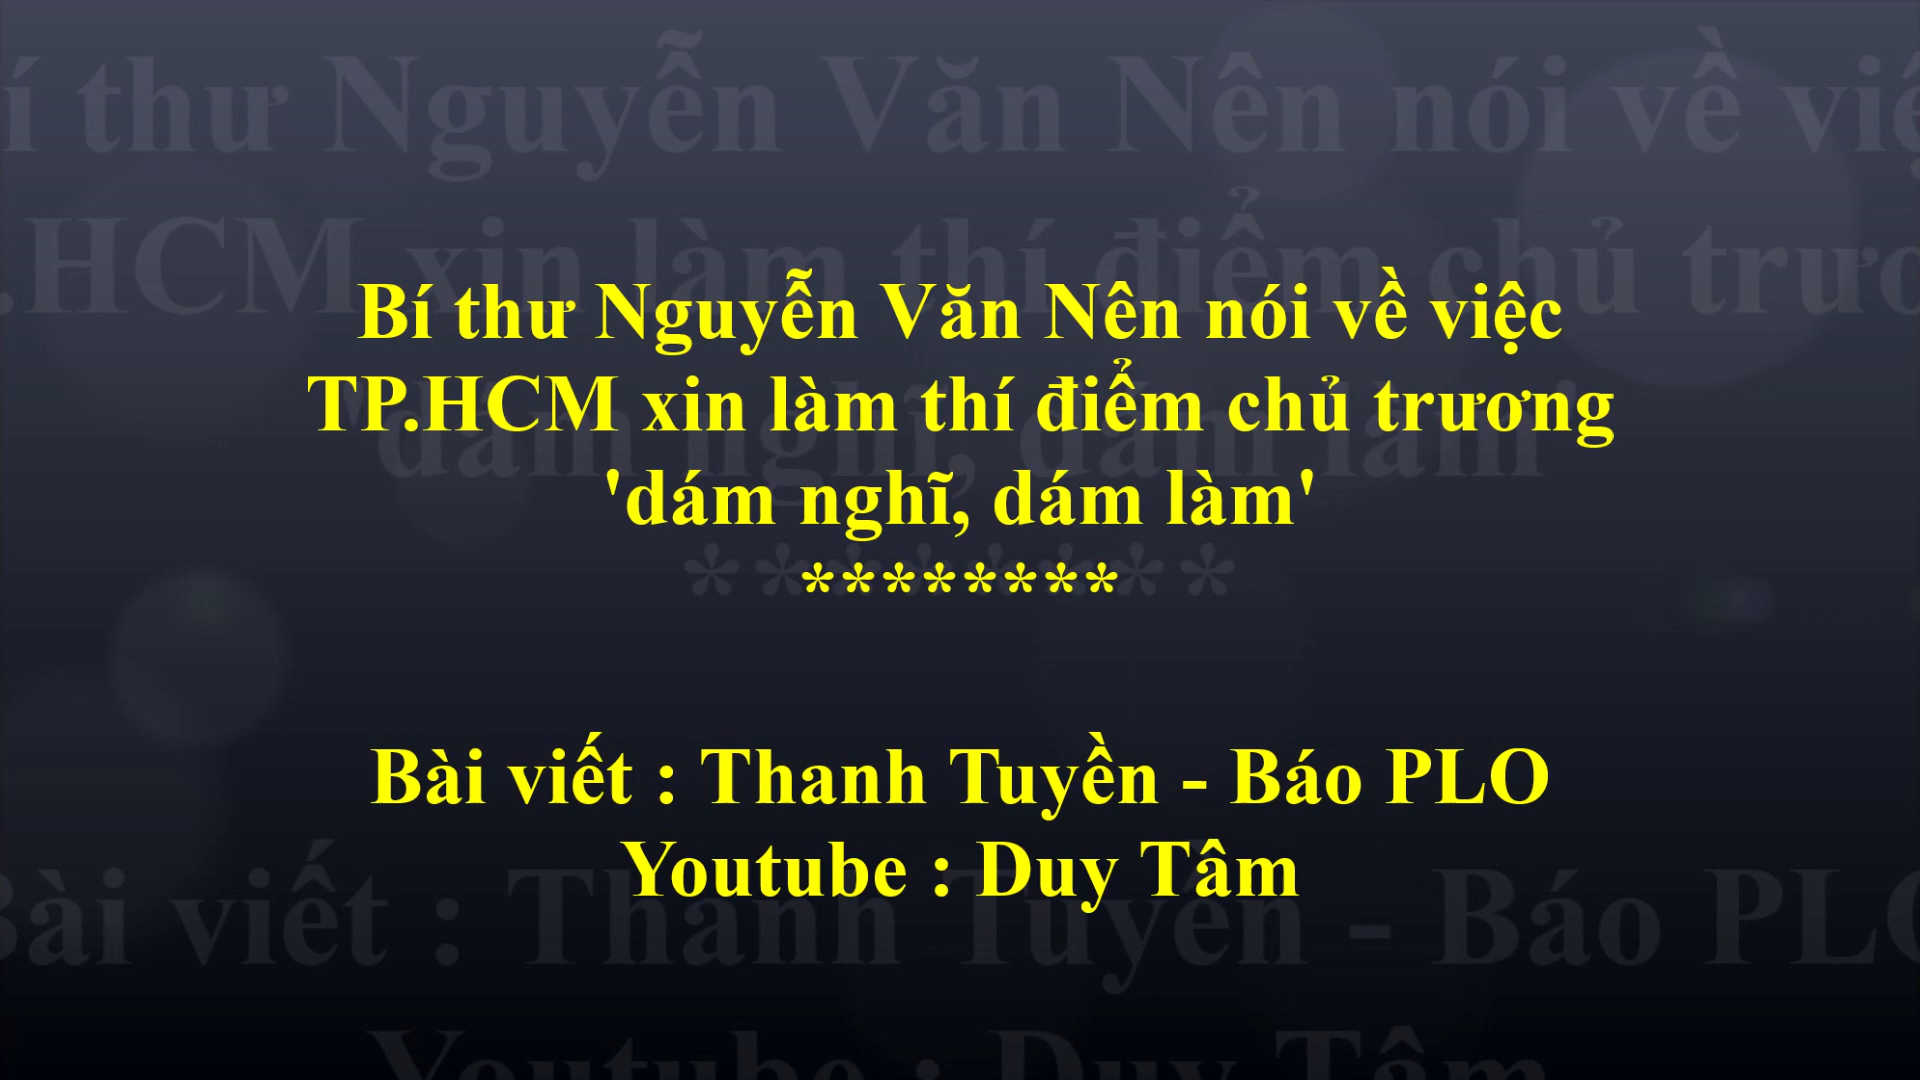 Bí thư Nguyễn Văn Nên nói về việc
TP.HCM xin làm thí điểm chủ trương
'dám nghĩ, dám làm'
********
Bài viết : Thanh Tuyền - Báo PLO
Youtube : Duy Tâm